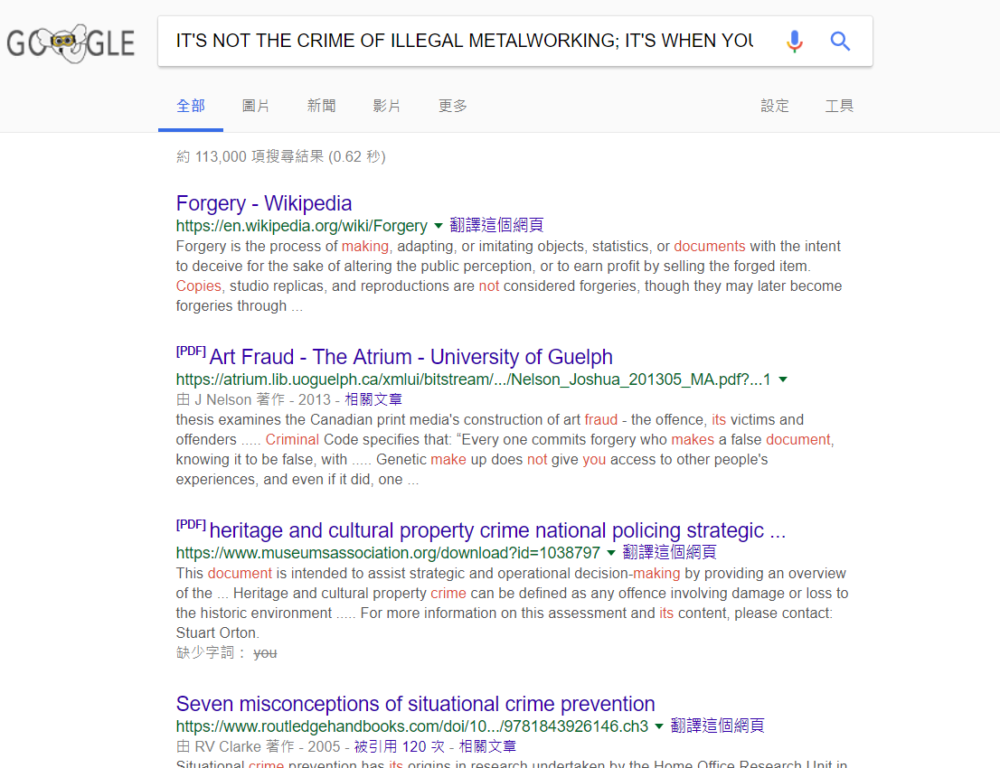 GOOGLE
IT'S NOT THE CRIME OF ILLEGAL METALWORKING; IT'S WHEN YOU
全部 圖片 新聞 影片 更多 設定 工具
約 113,000 項搜尋結果 (0.62 秒)
Forgery - Wikipedia
https://en.wikipedia.org/wiki/Forgery 翻譯這個網頁
Forgery is the process of making, adapting, or imitating objects, statistics, or documents with the intent
to deceive for the sake of altering the public perception, or to earn profit by selling the forged item.
Copies, studio replicas, and reproductions are not considered forgeries, though they may later become
forgeries through ...
[PDF] Art Fraud - The Atrium - University of Guelph
https://atrium.lib.uoguelph.ca/xmlui/bitstream/.../Nelson_Joshua_201305_MA.pdf?...1
由 J Nelson 著作 - 2013 - 相關文章
thesis examines the Canadian print media's construction of art fraud - the offence, its victims and
offenders ..... Criminal Code specifies that: “Every one commits forgery who makes a false document,
knowing it to be false, with ..... Genetic make up does not give you access to other people's
experiences, and even if it did, one ...
[PDF] heritage and cultural property crime national policing strategic ...
https://www.museumsassociation.org/download?id=1038797 翻譯這個網頁
This document is intended to assist strategic and operational decision-making by providing an overview
of the ... Heritage and cultural property crime can be defined as any offence involving damage or loss to
the historic environment ..... For more information on this assessment and its content, please contact:
Stuart Orton.
缺少字詞： you
Seven misconceptions of situational crime prevention
https://www.routledgehandbooks.com/doi/10.../9781843926146.ch3 翻譯這個網頁
由 RV Clarke 著作 - 2005 - 被引用 120 次 - 相關文章
Situational crime prevention has its origins in research undertaken by the Home Office Research Unit in